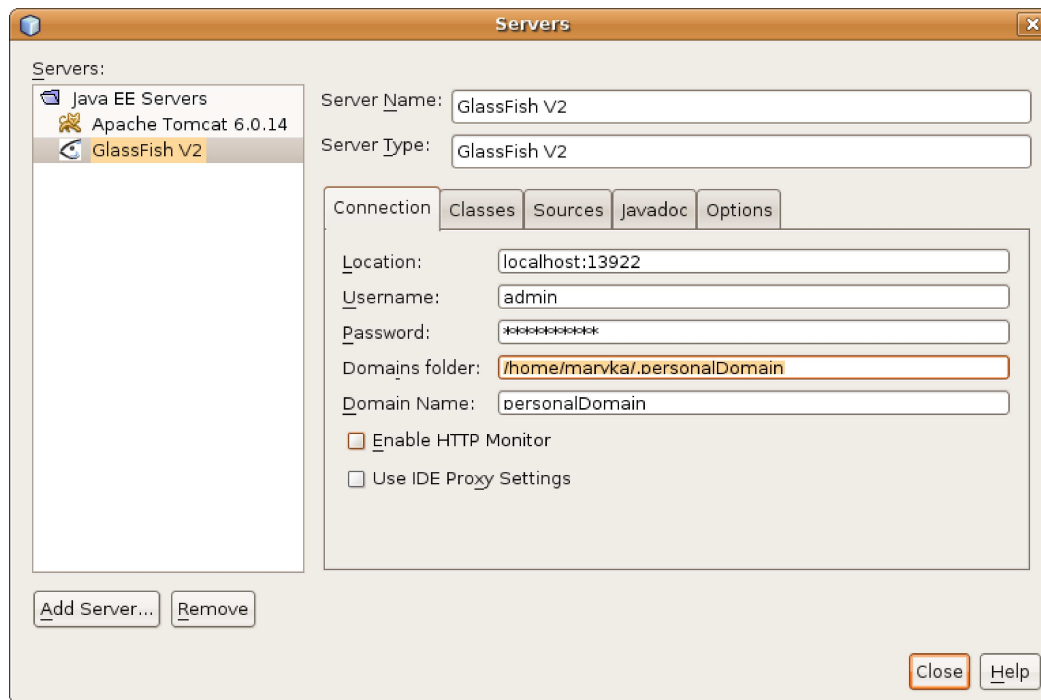 Servers
Servers:
Java EE Servers
Apache Tomcat 6.0.14
GlassFish V2
Server Name: GlassFish V2
Server Type: GlassFish V2
Connection Classes Sources Javadoc Options
Location: localhost:13922
Username: admin
Password: **********
Domains folder: /home/maryka/.personalDomain
Domain Name: personalDomain
Enable HTTP Monitor
Use IDE Proxy Settings
Add Server... Remove
Close Help